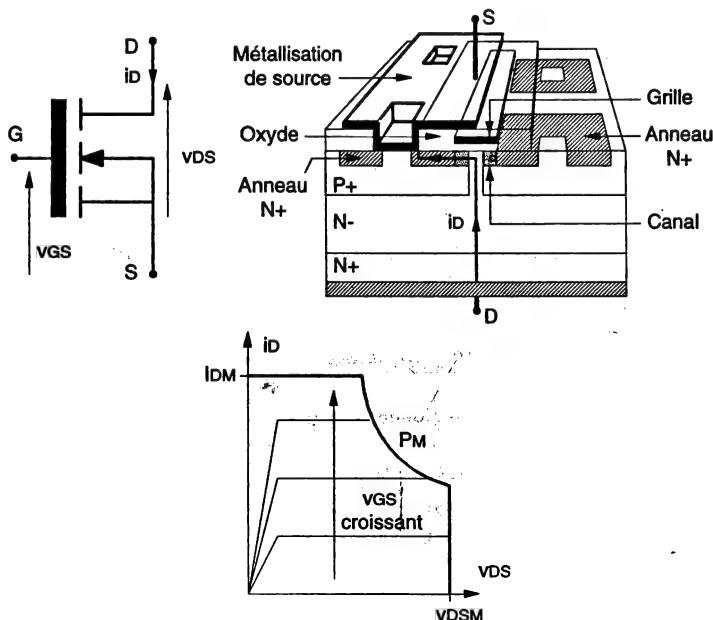 D
iD
G
vDS
vGS
S
S
Métallisation
de source
Oxyde
Grille
Anneau
N+
Anneau
N+
P+
N-
iD
Canal
N+
D
iD
IDM
PM
vGS
croissant
vDS
vDSM